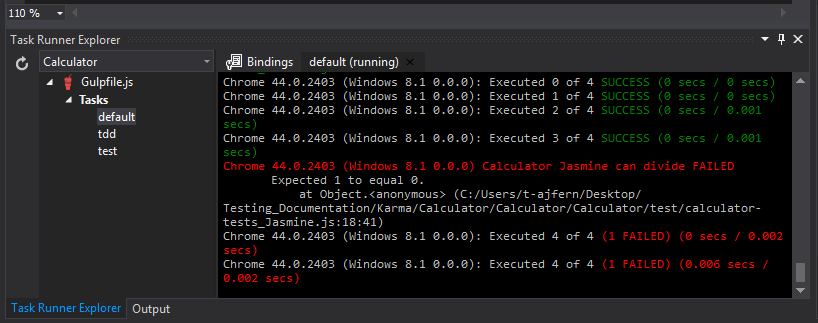 110 %
Task Runner Explorer
Calculator
Bindings
default (running)
Gulpfile.js
Tasks
default
tdd
test
Chrome 44.0.2403 (Windows 8.1 0.0.0): Executed 0 of 4 SUCCESS (0 secs / 0 secs)
Chrome 44.0.2403 (Windows 8.1 0.0.0): Executed 1 of 4 SUCCESS (0 secs / 0 secs)
Chrome 44.0.2403 (Windows 8.1 0.0.0): Executed 2 of 4 SUCCESS (0 secs / 0.001
secs)
Chrome 44.0.2403 (Windows 8.1 0.0.0): Executed 3 of 4 SUCCESS (0 secs / 0.001
secs)
Chrome 44.0.2403 (Windows 8.1 0.0.0) Calculator Jasmine can divide FAILED
Expected 1 to equal 0.
at Object.<anonymous> (C:/Users/t-ajfern/Desktop/
Testing_Documentation/Karma/Calculator/Calculator/Calculator/test/calculator-
tests_Jasmine.js:18:41)
Chrome 44.0.2403 (Windows 8.1 0.0.0): Executed 4 of 4 (1 FAILED) (0 secs / 0.002
secs)
Chrome 44.0.2403 (Windows 8.1 0.0.0): Executed 4 of 4 (1 FAILED) (0.006 secs /
0.002 secs)
Task Runner Explorer
Output